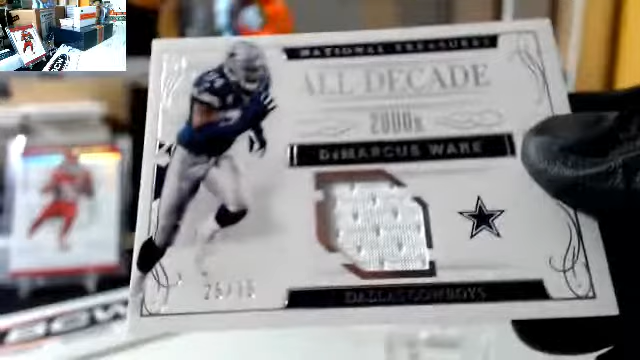 NATIONAL TREASURES
ALL DECADE
2000s
DeMARCUS WARE
DALLAS COWBOYS